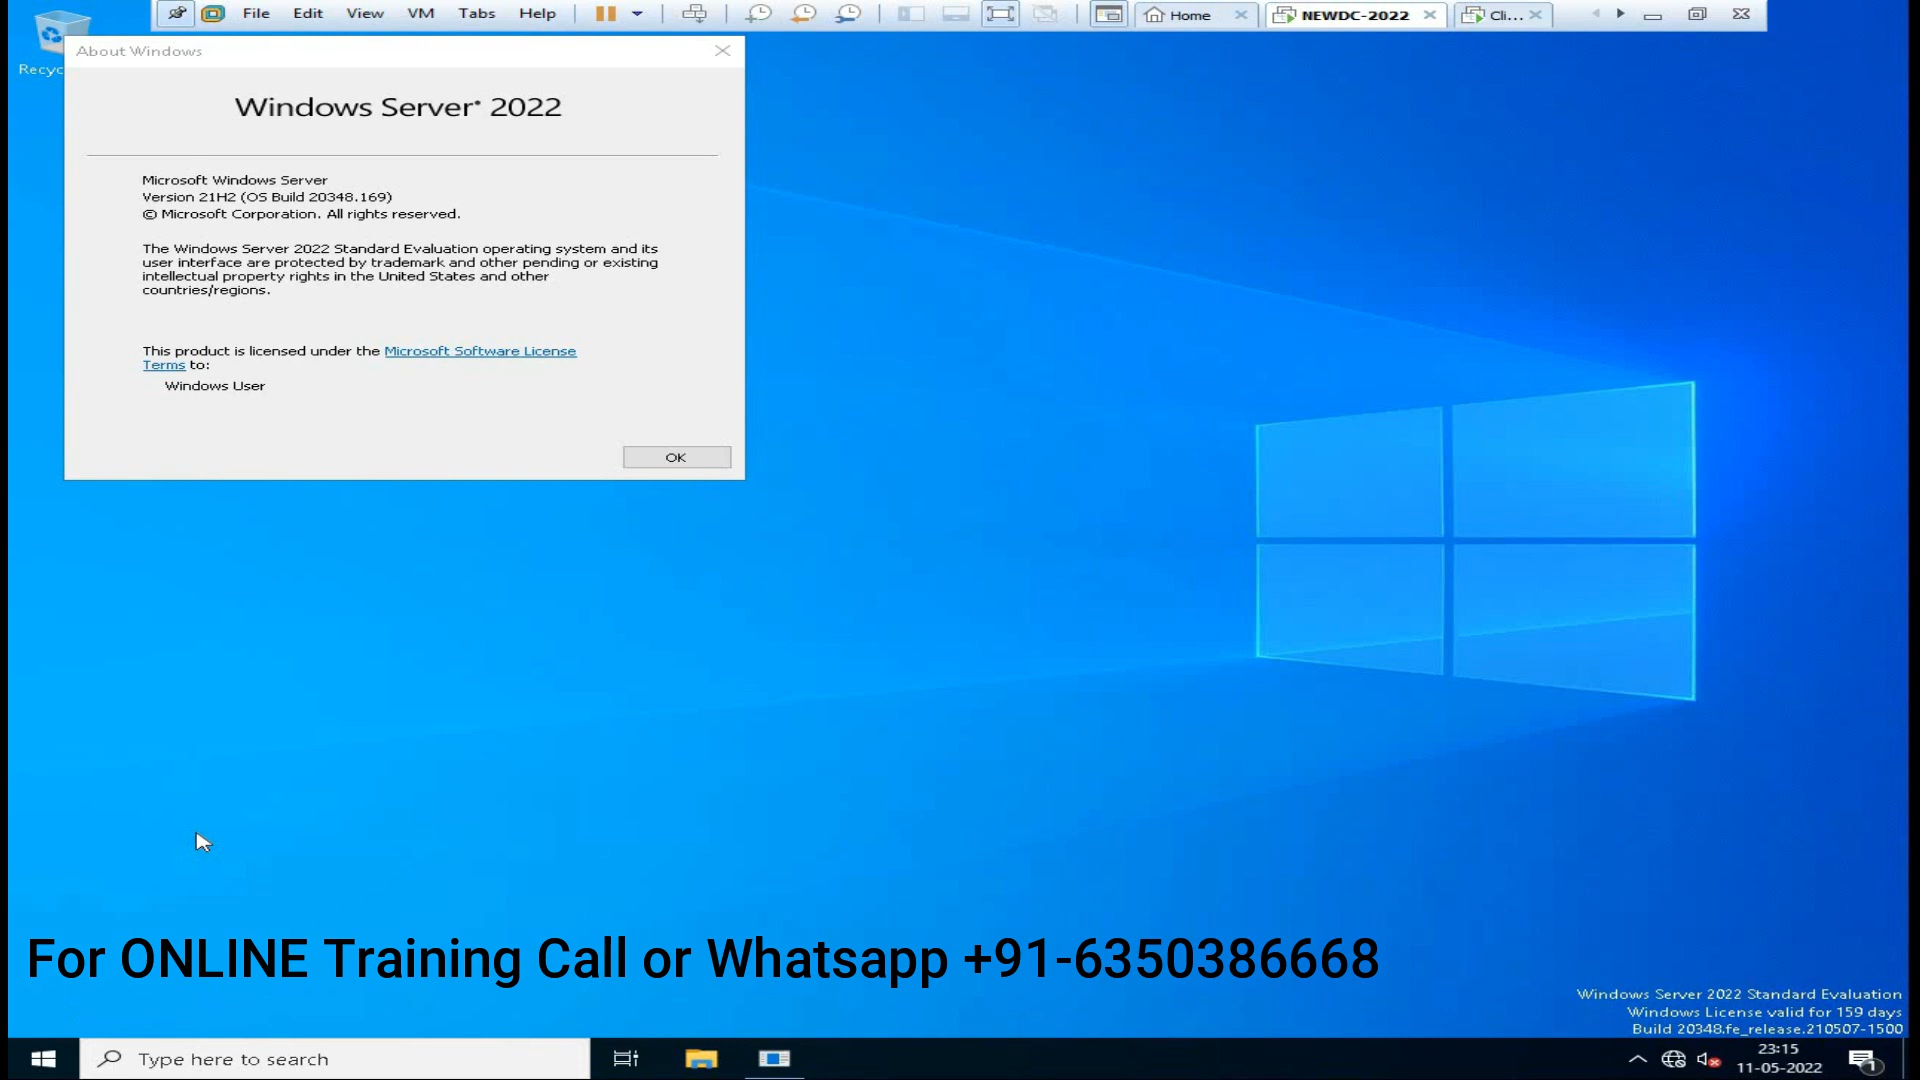 File Edit View VM Tabs Help Home NEWDC-2022 Cli...
Recyc
About Windows
Windows Server® 2022
Microsoft Windows Server
Version 21H2 (OS Build 20348.169)
© Microsoft Corporation. All rights reserved.
The Windows Server 2022 Standard Evaluation operating system and its
user interface are protected by trademark and other pending or existing
intellectual property rights in the United States and other
countries/regions.
This product is licensed under the Microsoft Software License
Terms to:
Windows User
OK
For ONLINE Training Call or Whatsapp +91-6350386668
Windows Server 2022 Standard Evaluation
Windows License valid for 159 days
Build 20348.fe_release.210507-1500
Type here to search
23:15
11-05-2022
1